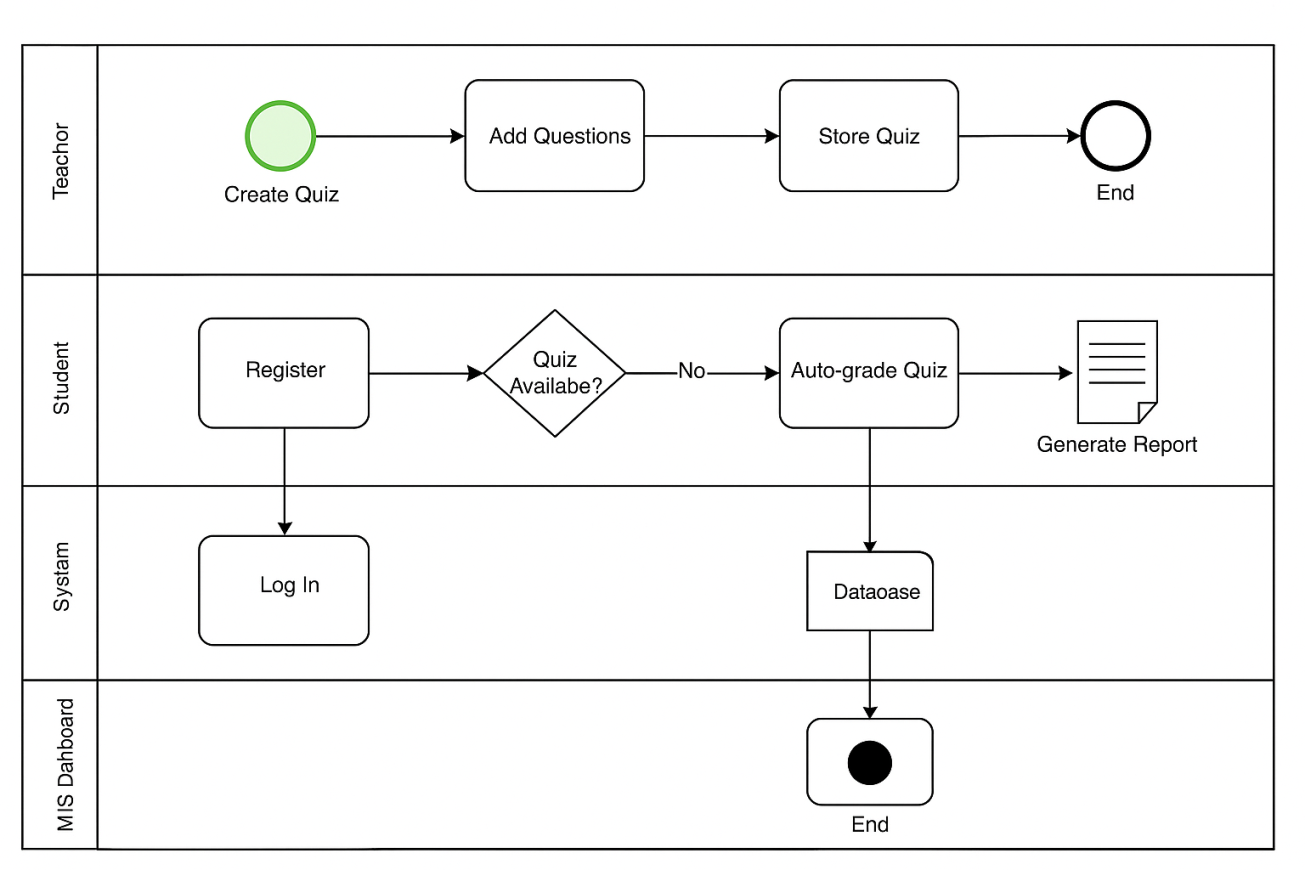 Teachor
Create Quiz
Add Questions
Store Quiz
End
Student
Register
Quiz
Availabe?
No
Auto-grade Quiz
Generate Report
Systam
Log In
Dataoase
MIS Dahboard
End